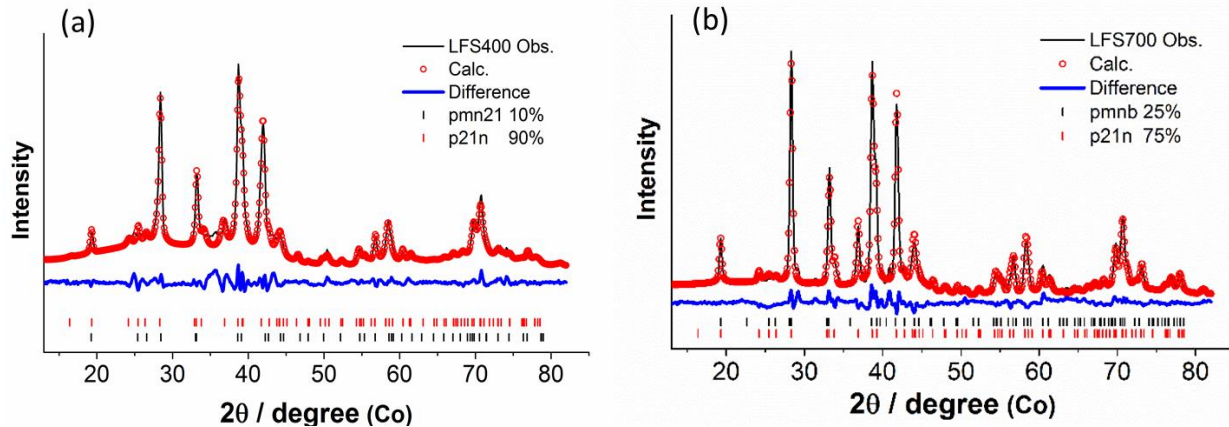 (a)
LFS400 Obs.
Calc.
Difference
pmn21 10%
p21n 90%
Intensity
20 30 40 50 60 70 80
2θ / degree (Co)
(b)
LFS700 Obs.
Calc.
Difference
pmnb 25%
p21n 75%
Intensity
20 30 40 50 60 70 80
2θ / degree (Co)